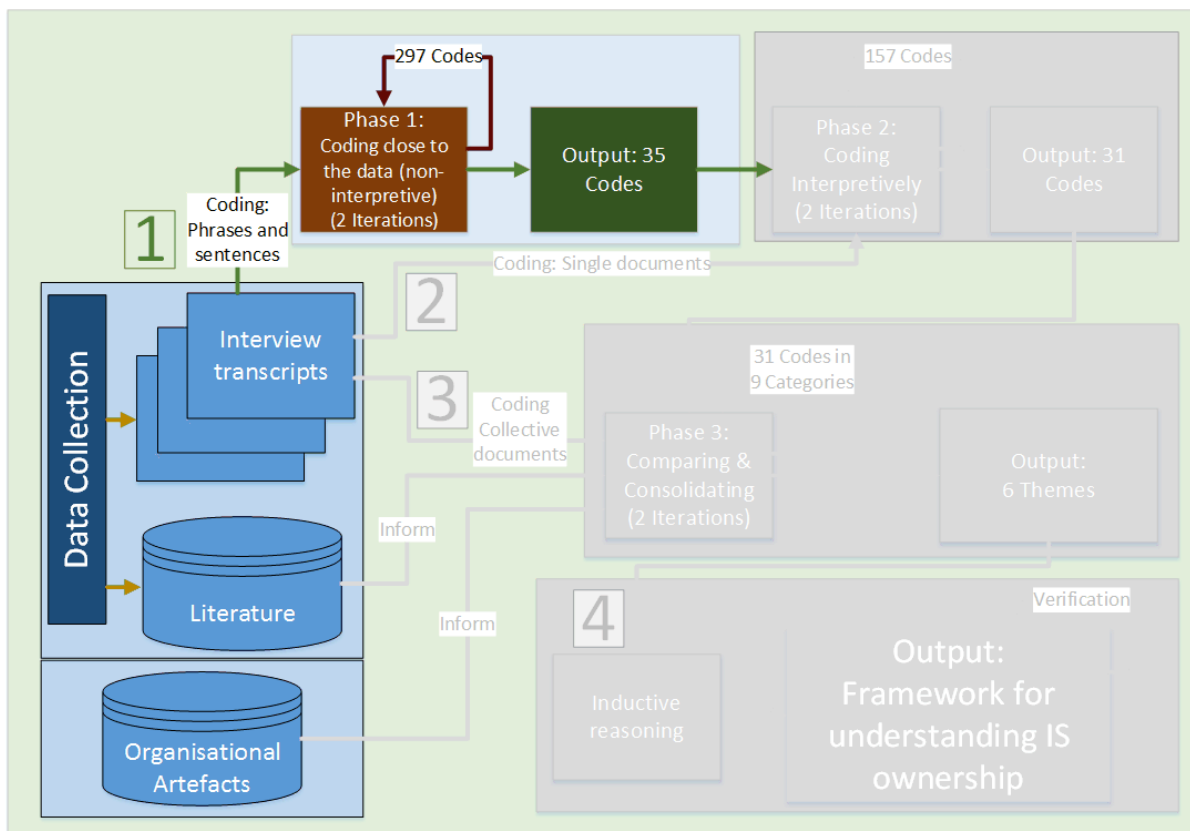 297 Codes
Phase 1:
Coding close to
the data (non-
interpretive)
(2 Iterations)
Output: 35
Codes
157 Codes
Phase 2:
Coding
Interpretively
(2 Iterations)
Output: 31
Codes
1
Coding:
Phrases and
sentences
2
Coding: Single documents
3
Coding
Collective
documents
Data Collection
Interview
transcripts
Literature
Organisational
Artefacts
Inform
Inform
31 Codes in
9 Categories
Phase 3:
Comparing &
Consolidating
(2 Iterations)
Output:
6 Themes
4
Verification
Inductive
reasoning
Output:
Framework for
understanding IS
ownership